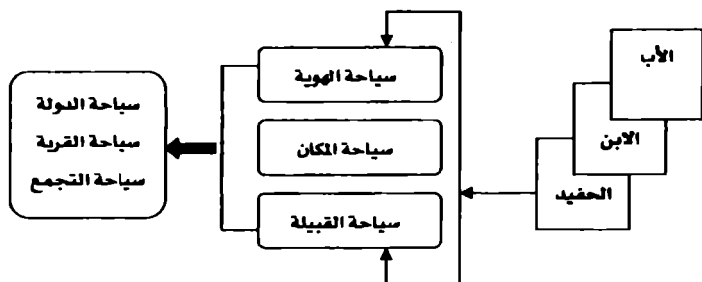 الأب
الابن
الحفيد
سياحة الهوية
سياحة المكان
سياحة القبيلة
سياحة الدولة
سياحة القرية
سياحة التجمع